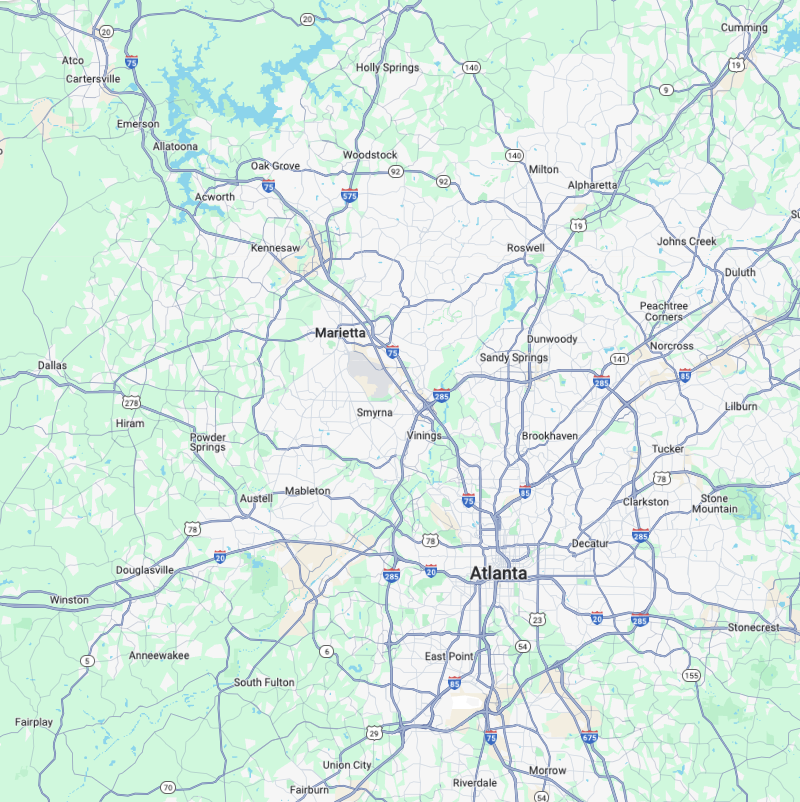 20
Cumming
20
Atco
75
Holly Springs
140
19
Cartersville
9
Emerson
Allatoona
Woodstock
140
Oak Grove
92
Milton
92
75
Alpharetta
575
Acworth
19
Kennesaw
Roswell
Johns Creek
Duluth
Peachtree
Corners
Marietta
Dunwoody
Norcross
75
Sandy Springs
141
Dallas
85
285
285
278
Smyrna
Lilburn
Hiram
Powder
Springs
Vinings
Brookhaven
Tucker
78
Austell
Mableton
75
85
Clarkston
Stone
Mountain
78
285
78
Decatur
20
Douglasville
285
20
Atlanta
Winston
20
285
23
Stonecrest
54
6
Anneewakee
East Point
5
155
South Fulton
85
Fairplay
29
75
675
Union City
Morrow
Riverdale
70
Fairburn
54